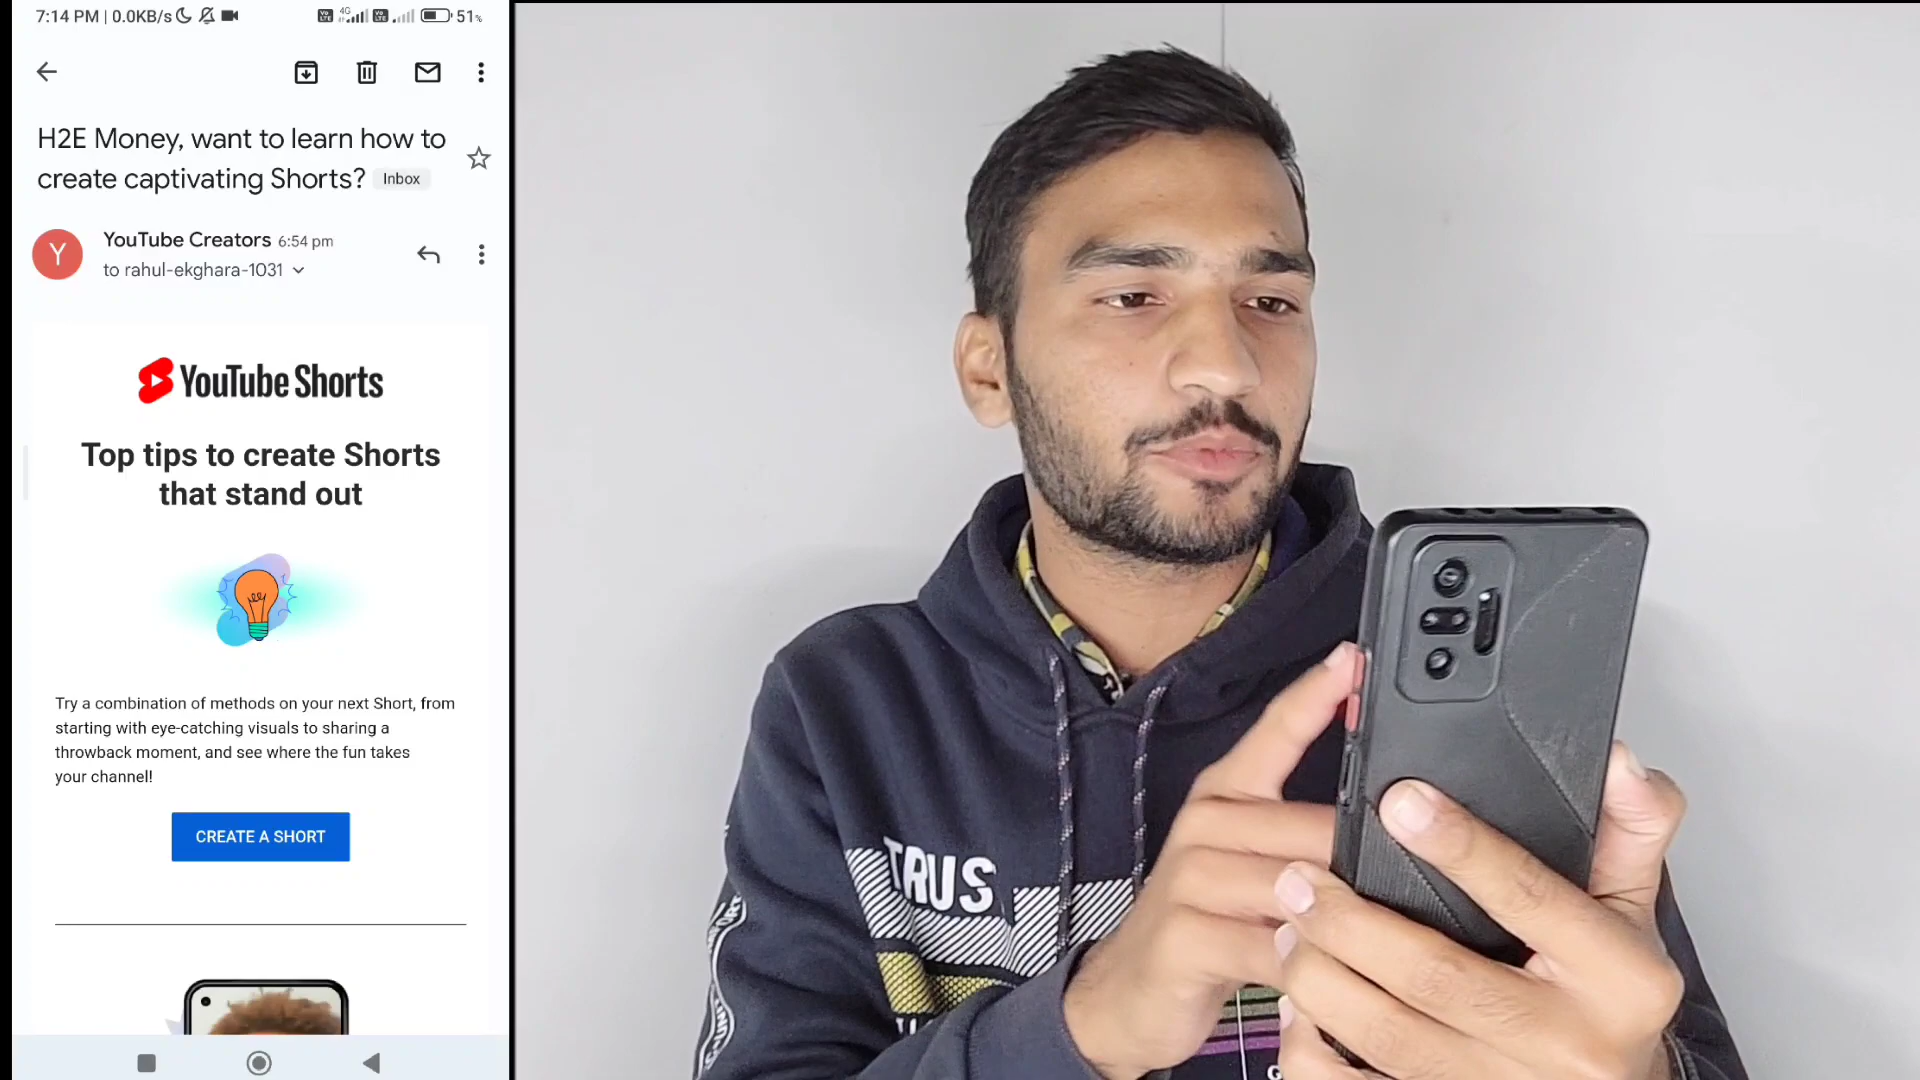 7:14 PM | 0.0KB/s 4G 51%
H2E Money, want to learn how to
create captivating Shorts? Inbox
Y
YouTube Creators 6:54 pm
to rahul-ekghara-1031
YouTube Shorts
Top tips to create Shorts
that stand out
Try a combination of methods on your next Short, from
starting with eye-catching visuals to sharing a
throwback moment, and see where the fun takes
your channel!
CREATE A SHORT
TRUS